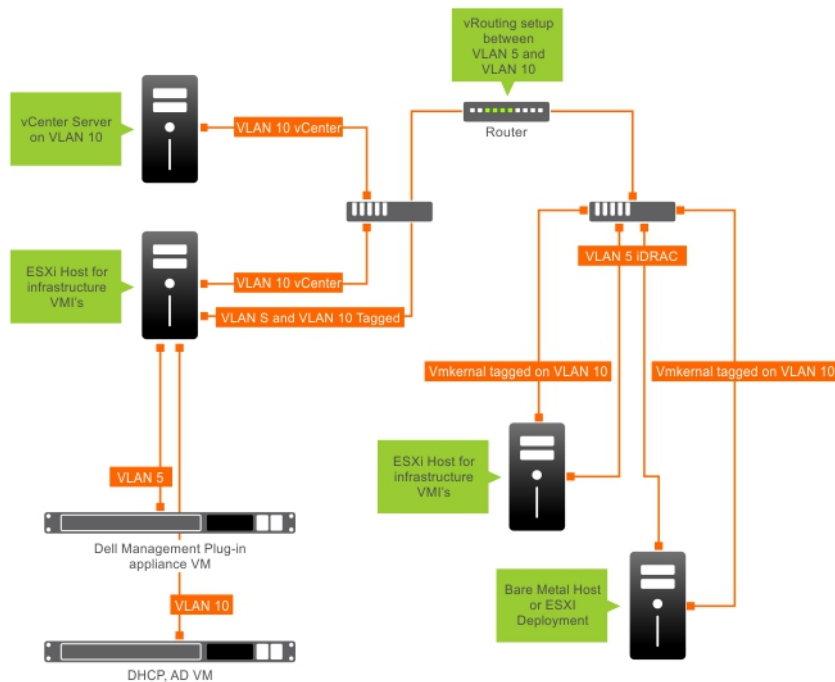 vRouting setup
between
VLAN 5 and
VLAN 10
Router
vCenter Server
on VLAN 10
VLAN 10 vCenter
ESXi Host for
infrastructure
VMI's
VLAN 10 vCenter
VLAN S and VLAN 10 Tagged
VLAN 5 iDRAC
Vmkernal tagged on VLAN 10
Vmkernal tagged on VLAN 10
ESXi Host for
infrastructure
VMI's
VLAN 5
Dell Management Plug-in
appliance VM
Bare Metal Host
or ESXI
Deployment
VLAN 10
DHCP, AD VM